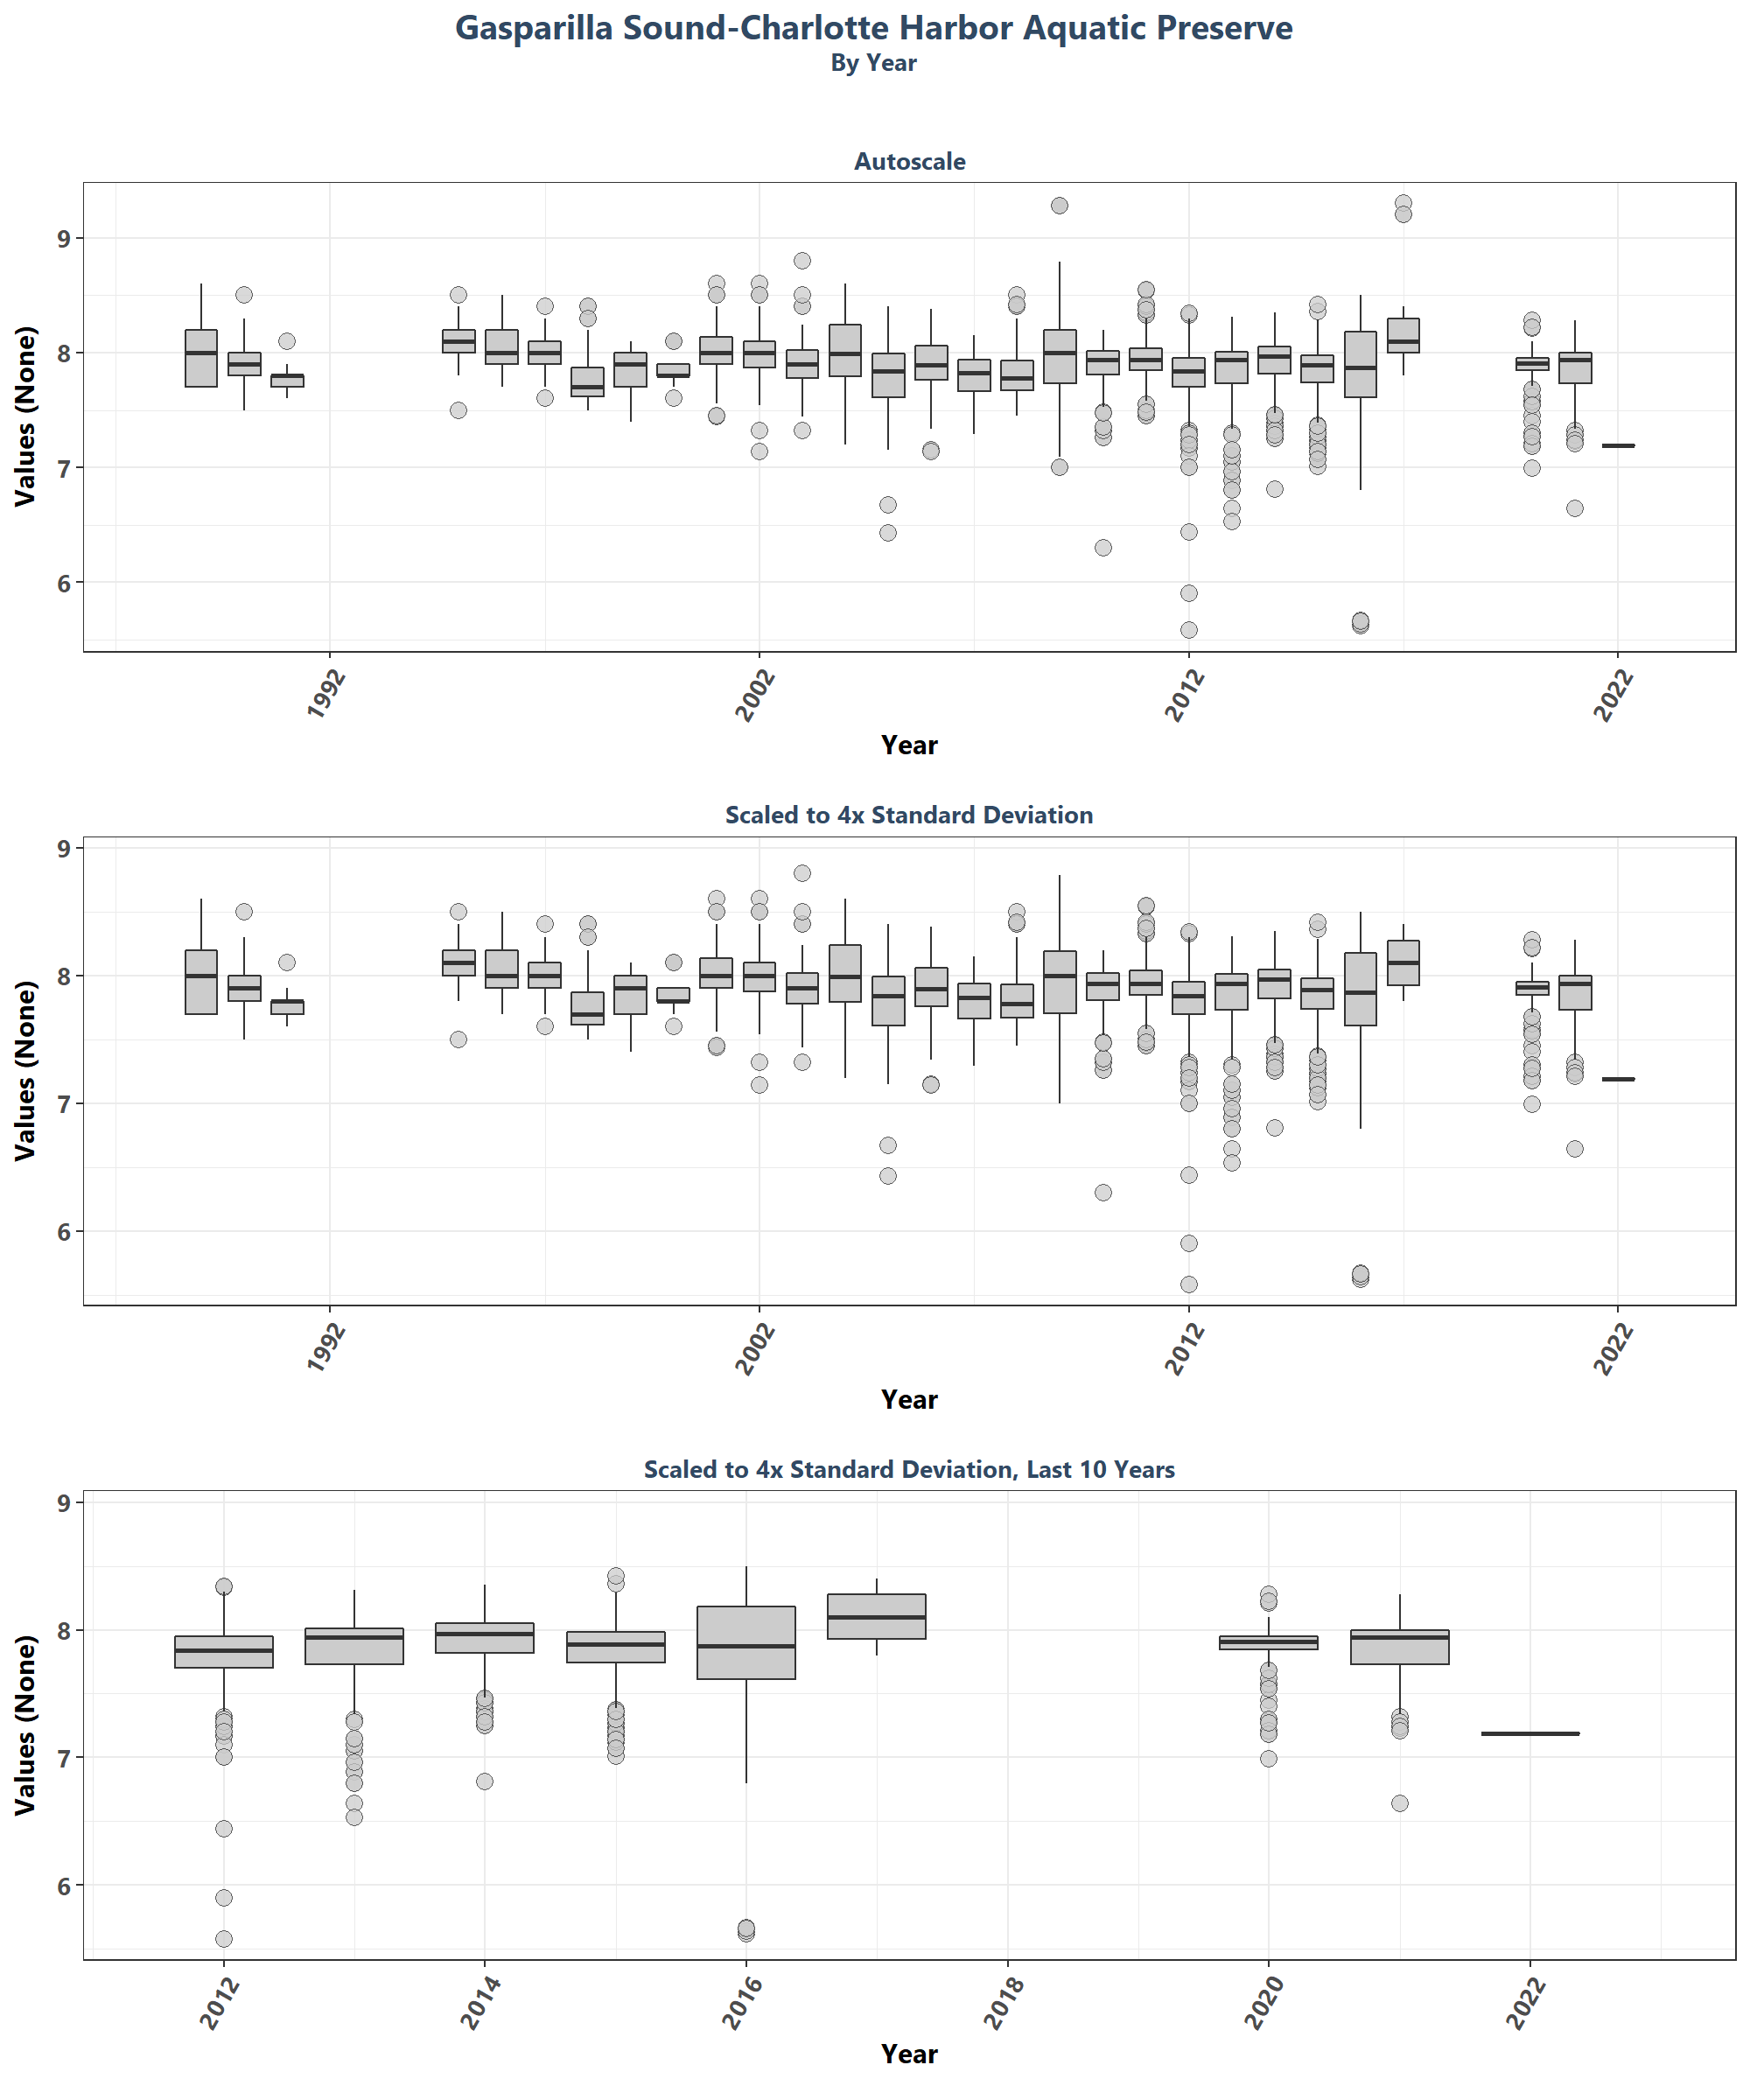 Gasparilla Sound-Charlotte Harbor Aquatic Preserve
By Year
Autoscale
Values (None)
9
8
7
6
1992
2002
2012
2022
Year
Scaled to 4x Standard Deviation
Values (None)
9
8
7
6
1992
2002
2012
2022
Year
Scaled to 4x Standard Deviation, Last 10 Years
Values (None)
9
8
7
6
2012
2014
2016
2018
2020
2022
Year